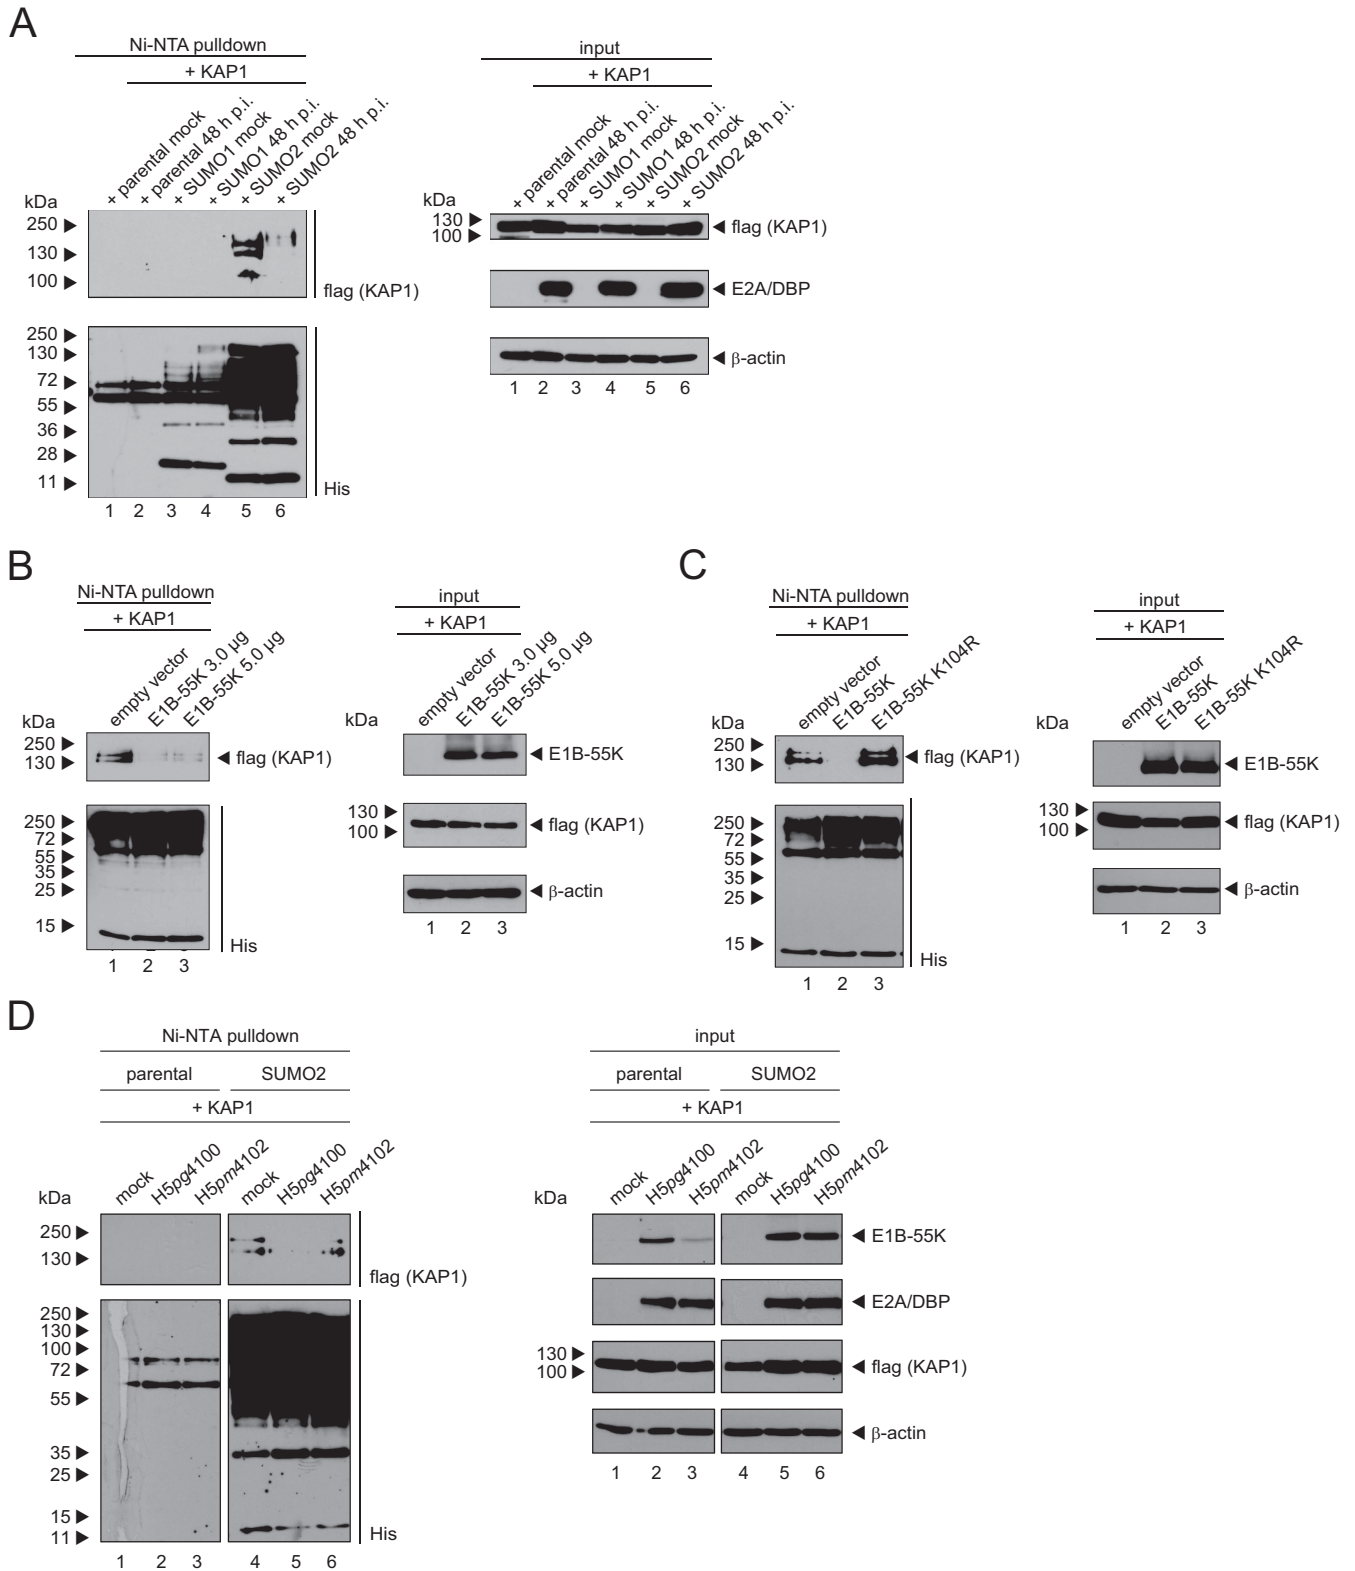 A
Ni-NTA pulldown
+ KAP1
+ parental mock
+ parental 48 h p.i.
+ SUMO1 mock
+ SUMO1 48 h p.i.
+ SUMO2 mock
+ SUMO2 48 h p.i.
kDa
250
130
100
flag (KAP1)
250
130
72
55
36
28
11
His
1 2 3 4 5 6
input
+ KAP1
+ parental mock
+ parental 48 h p.i.
+ SUMO1 mock
+ SUMO1 48 h p.i.
+ SUMO2 mock
+ SUMO2 48 h p.i.
kDa
130
100
flag (KAP1)
E2A/DBP
β-actin
1 2 3 4 5 6
B
Ni-NTA pulldown
+ KAP1
empty vector
E1B-55K 3.0 µg
E1B-55K 5.0 µg
kDa
250
130
flag (KAP1)
250
72
55
35
25
15
His
1 2 3
input
+ KAP1
empty vector
E1B-55K 3.0 µg
E1B-55K 5.0 µg
kDa
E1B-55K
130
100
flag (KAP1)
β-actin
1 2 3
C
Ni-NTA pulldown
+ KAP1
empty vector
E1B-55K
E1B-55K K104R
kDa
250
130
flag (KAP1)
250
72
55
35
25
15
His
1 2 3
input
+ KAP1
empty vector
E1B-55K
E1B-55K K104R
kDa
E1B-55K
130
100
flag (KAP1)
β-actin
1 2 3
D
Ni-NTA pulldown
parental SUMO2
+ KAP1
mock
H5pg4100
H5pm4102
mock
H5pg4100
H5pm4102
kDa
250
130
flag (KAP1)
250
130
100
72
55
35
25
15
11
His
1 2 3 4 5 6
input
parental SUMO2
+ KAP1
mock
H5pg4100
H5pm4102
mock
H5pg4100
H5pm4102
kDa
E1B-55K
E2A/DBP
130
100
flag (KAP1)
β-actin
1 2 3 4 5 6